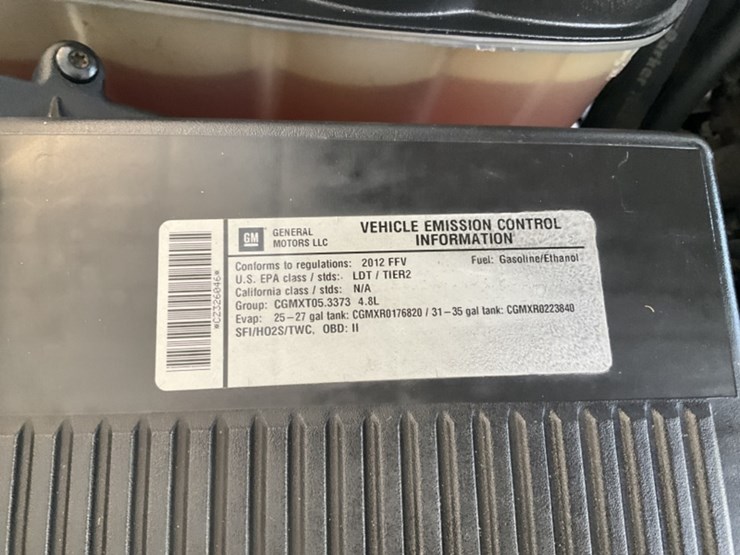 GM
GENERAL
MOTORS LLC
VEHICLE EMISSION CONTROL
INFORMATION
Conforms to regulations: 2012 FFV
Fuel: Gasoline/Ethanol
U.S. EPA class / stds: LDT / TIER2
California class / stds: N/A
Group: CGMXT05.3373 4.8L
Evap: 25-27 gal tank: CGMXR0176820 / 31-35 gal tank: CGMXR0223840
SFI/HO2S/TWC. OBD: II
*CZ326046*